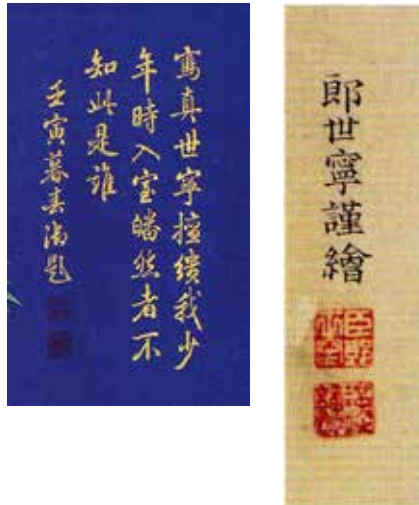 寫真世寧擅繢我少
年時入室皤然者不
知此是誰
壬寅暮春御題
郎世寧謹繪